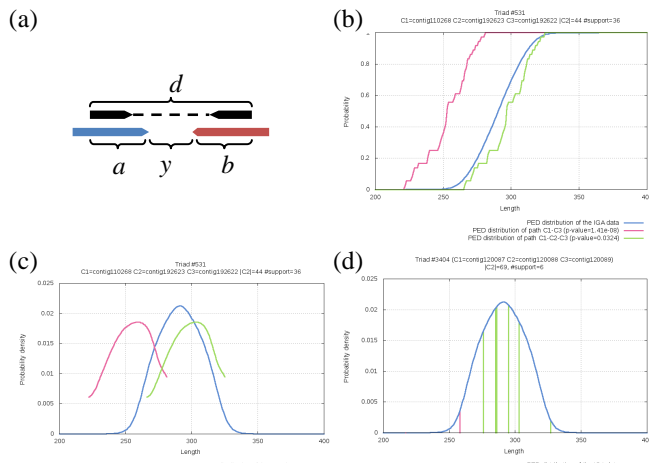 (a)
d
a
y
b
(b)
Triad #531
C1=contig110268 C2=contig192623 C3=contig192622 |C2|=44 #support=36
Probability
1
0.8
0.6
0.4
0.2
0
200
250
300
350
40
Length
PED distribution of the iGA data
PED distribution of path C1-C3 (p-value=1.41e-08)
PED distribution of path C1-C2-C3 (p-value=0.0324)
(c)
Triad #531
C1=contig110268 C2=contig192623 C3=contig192622 |C2|=44 #support=36
Probability density
0.025
0.02
0.015
0.01
0.005
0
200
250
300
350
400
Length
(d)
Triad #3404 (C1=contig120087 C2=contig120088 C3=contig120089)
|C2|=69, #support=6
Probability density
0.025
0.02
0.015
0.01
0.005
0
200
250
300
350
40
Length